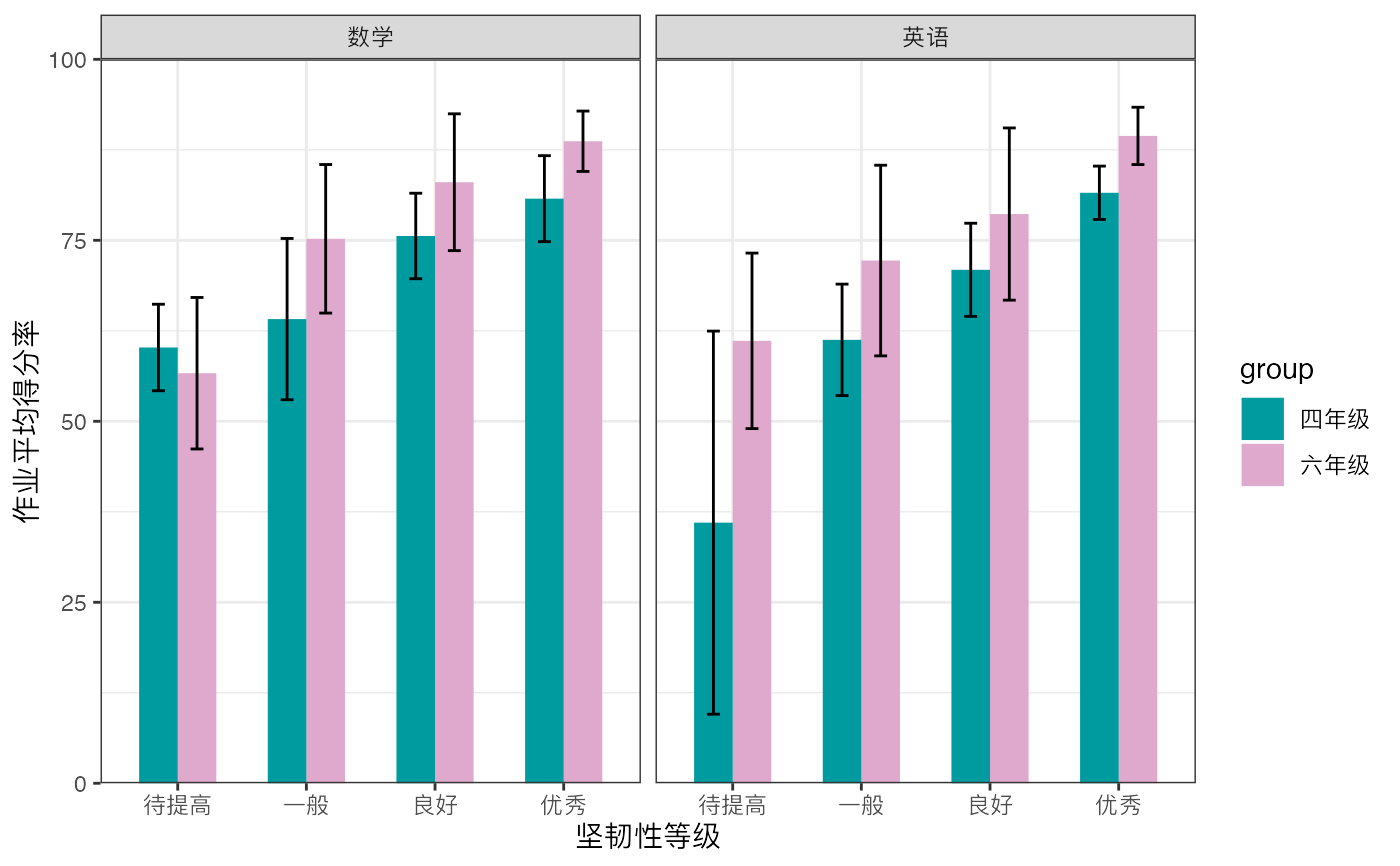 数学
英语
100
75
50
25
0
作业平均得分率
待提高
一般
良好
优秀
待提高
一般
良好
优秀
坚韧性等级
group
四年级
六年级